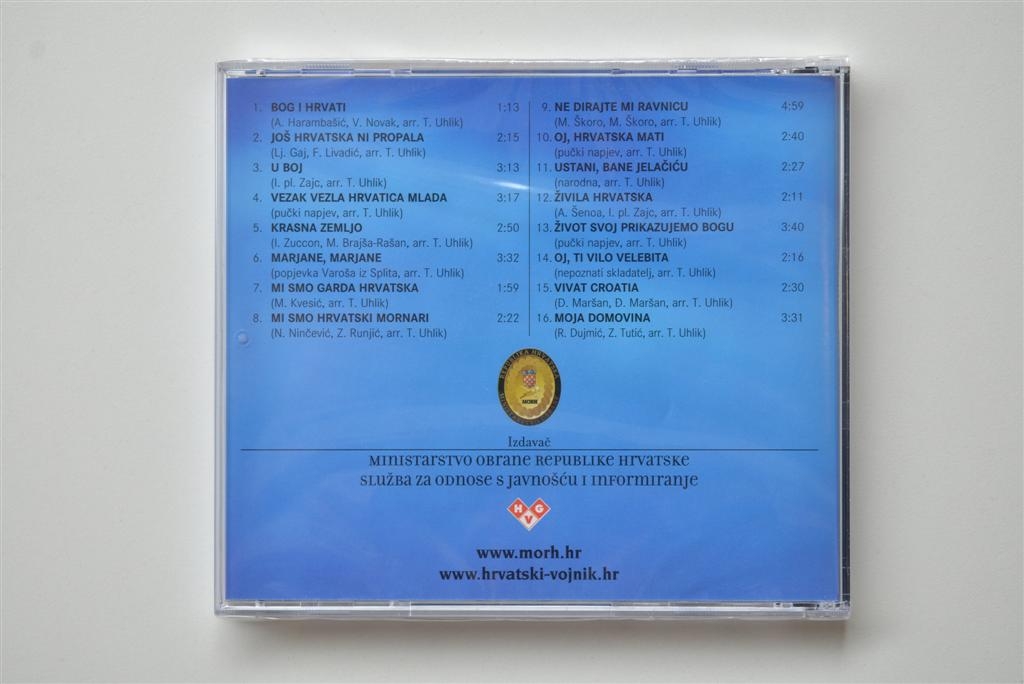 1. BOG I HRVATI 1:13
(A. Harambašić, V. Novak, arr. T. Uhlik)
2. JOŠ HRVATSKA NI PROPALA 2:15
(Lj. Gaj, F. Livadić, arr. T. Uhlik)
3. U BOJ 3:13
(I. pl. Zajc, arr. T. Uhlik)
4. VEZAK VEZLA HRVATICA MLADA 3:17
(pučki napjev, arr. T. Uhlik)
5. KRASNA ZEMLJO 2:50
(I. Zuccon, M. Brajša-Rašan, arr. T. Uhlik)
6. MARJANE, MARJANE 3:32
(popjevka Varoša iz Splita, arr. T. Uhlik)
7. MI SMO GARDA HRVATSKA 1:59
(M. Kvesić, arr. T. Uhlik)
8. MI SMO HRVATSKI MORNARI 2:22
(N. Ninčević, Z. Runjić, arr. T. Uhlik)
9. NE DIRAJTE MI RAVNICU 4:59
(M. Škoro, M. Škoro, arr. T. Uhlik)
10. OJ, HRVATSKA MATI 2:40
(pučki napjev, arr. T. Uhlik)
11. USTANI, BANE JELAČIĆU 2:27
(narodna, arr. T. Uhlik)
12. ŽIVILA HRVATSKA 2:11
(A. Šenoa, I. pl. Zajc, arr. T. Uhlik)
13. ŽIVOT SVOJ PRIKAZUJEMO BOGU 3:40
(pučki napjev, arr. T. Uhlik)
14. OJ, TI VILO VELEBITA 2:16
(nepoznati skladatelj, arr. T. Uhlik)
15. VIVAT CROATIA 2:30
(Đ. Maršan, Đ. Maršan, arr. T. Uhlik)
16. MOJA DOMOVINA 3:31
(R. Dujmić, Z. Tutić, arr. T. Uhlik)
REPUBLIKA HRVATSKA
MORH
Izdavač
MINISTARSTVO OBRANE REPUBLIKE HRVATSKE
SLUŽBA ZA ODNOSE S JAVNOŠĆU I INFORMIRANJE
H G
V
www.morh.hr
www.hrvatski-vojnik.hr